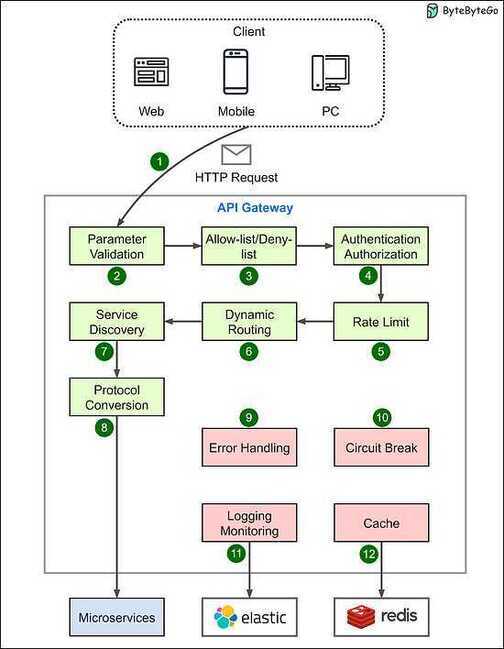 ByteByteGo
Client
Web
Mobile
PC
1
HTTP Request
API Gateway
Parameter
Validation
2
Allow-list/Deny-
list
3
Authentication
Authorization
4
Service
Discovery
7
Dynamic
Routing
6
Rate Limit
5
Protocol
Conversion
8
9
Error Handling
10
Circuit Break
Logging
Monitoring
11
Cache
12
Microservices
elastic
redis